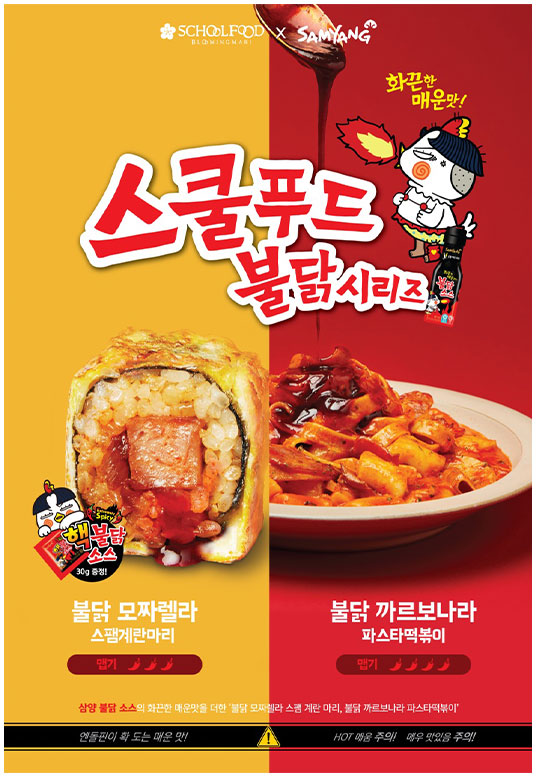 SCHOOLFOOD X SAMYANG
BLOOMINGMARI
화끈한
매운맛!
스쿨푸드
불닭시리즈
불닭
소스
Spicy
핵불닭
소스
30g 증정!
불닭 모짜렐라
스팸계란마리
맵기
불닭 까르보나라
파스타떡볶이
맵기
삼양 불닭 소스의 화끈한 매운맛을 더한 '불닭 모짜렐라 스팸 계란 마리, 불닭 까르보나라 파스타떡볶이'
엔돌핀이 확 도는 매운 맛!
HOT 매움 주의! 매우 맛있음 주의!